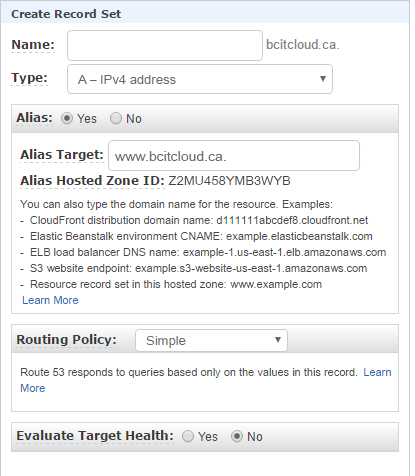 Create Record Set
Name: bcitcloud.ca.
Type: A – IPv4 address
Alias: Yes No
Alias Target: www.bcitcloud.ca.
Alias Hosted Zone ID: Z2MU458YMB3WYB
You can also type the domain name for the resource. Examples:
- CloudFront distribution domain name: d111111abcdef8.cloudfront.net
- Elastic Beanstalk environment CNAME: example.elasticbeanstalk.com
- ELB load balancer DNS name: example-1.us-east-1.elb.amazonaws.com
- S3 website endpoint: example.s3-website-us-east-1.amazonaws.com
- Resource record set in this hosted zone: www.example.com
Learn More
Routing Policy: Simple
Route 53 responds to queries based only on the values in this record. Learn
More
Evaluate Target Health: Yes No